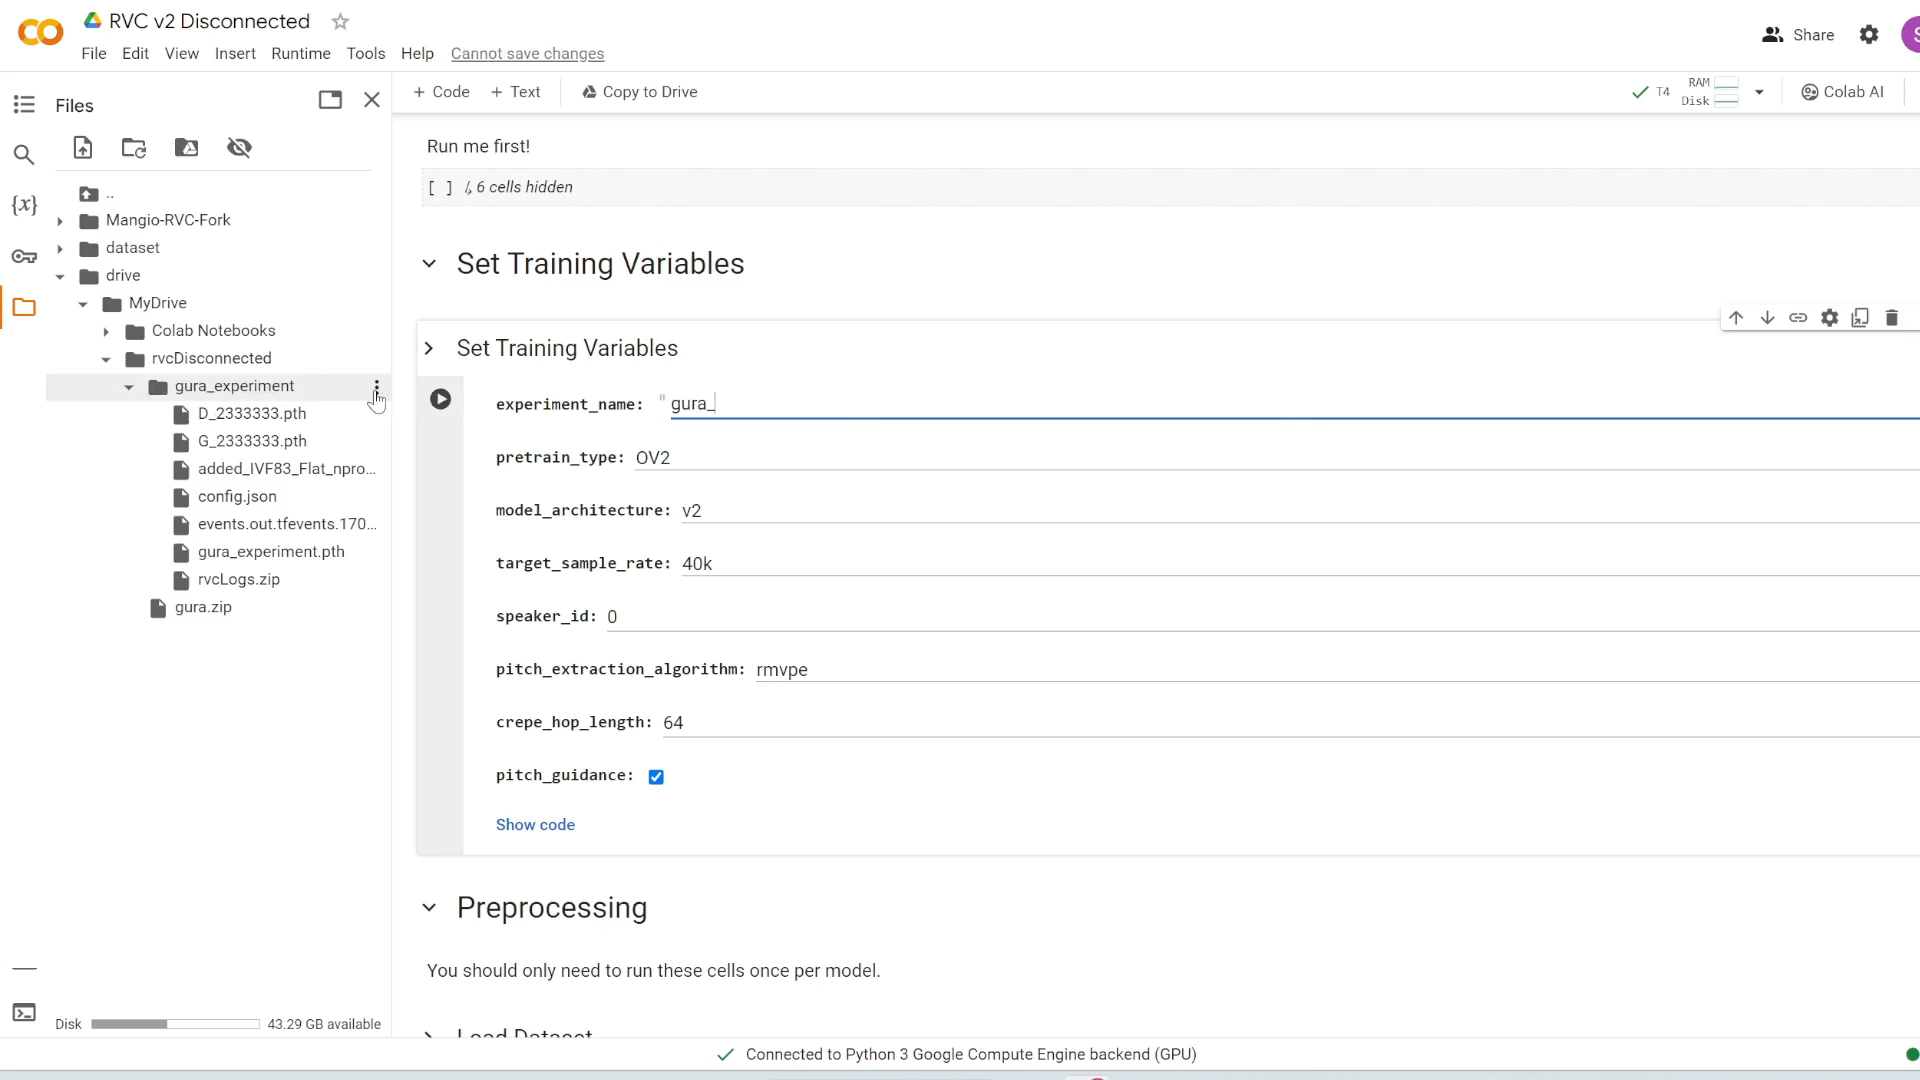 RVC v2 Disconnected
File Edit View Insert Runtime Tools Help Cannot save changes
Share
S
Files
+ Code + Text Copy to Drive
T4 RAM Disk
Colab AI
..
Mangio-RVC-Fork
dataset
drive
MyDrive
Colab Notebooks
rvcDisconnected
gura_experiment
D_2333333.pth
G_2333333.pth
added_IVF83_Flat_npro...
config.json
events.out.tfevents.170...
gura_experiment.pth
rvcLogs.zip
gura.zip
Disk 43.29 GB available
Run me first!
[ ] ↳ 6 cells hidden
Set Training Variables
Set Training Variables
experiment_name: " gura_
pretrain_type: OV2
model_architecture: v2
target_sample_rate: 40k
speaker_id: 0
pitch_extraction_algorithm: rmvpe
crepe_hop_length: 64
pitch_guidance:
Show code
Preprocessing
You should only need to run these cells once per model.
Load Dataset
Connected to Python 3 Google Compute Engine backend (GPU)